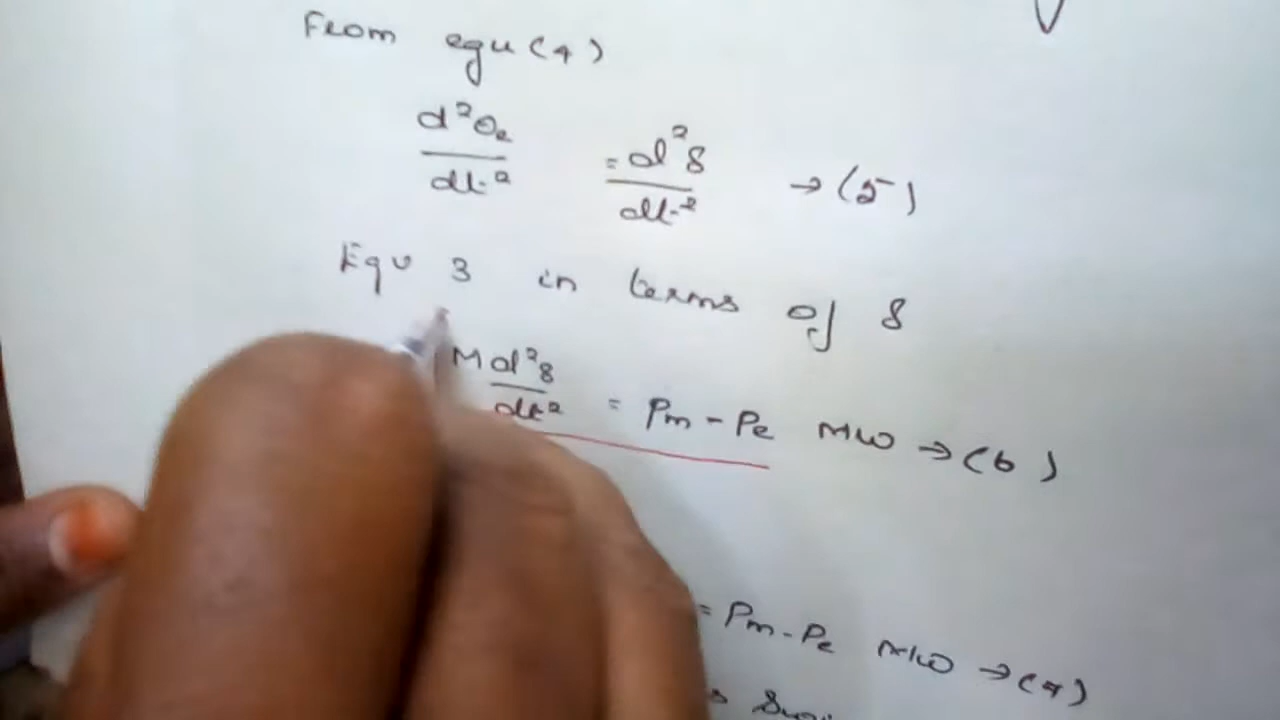 From equ (4)
d²θe/dt² = d²δ/dt² → (5)
Equ 3 in terms of δ
M d²δ/dt² = Pm - Pe MW → (6)
= Pm - Pe MW → (7)